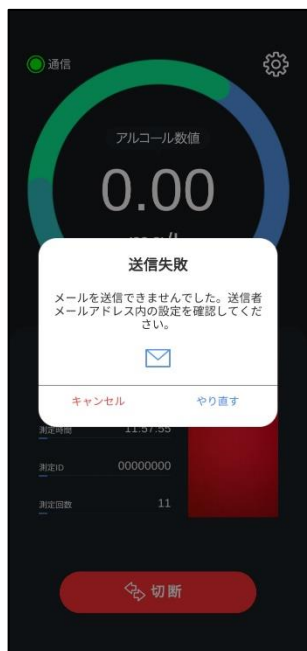 通信
アルコール数値
0.00
送信失敗
メールを送信できませんでした。送信者
メールアドレス内の設定を確認してくだ
さい。
キャンセル
やり直す
測定時間 11:57:55
測定ID 00000000
測定回数 11
切断